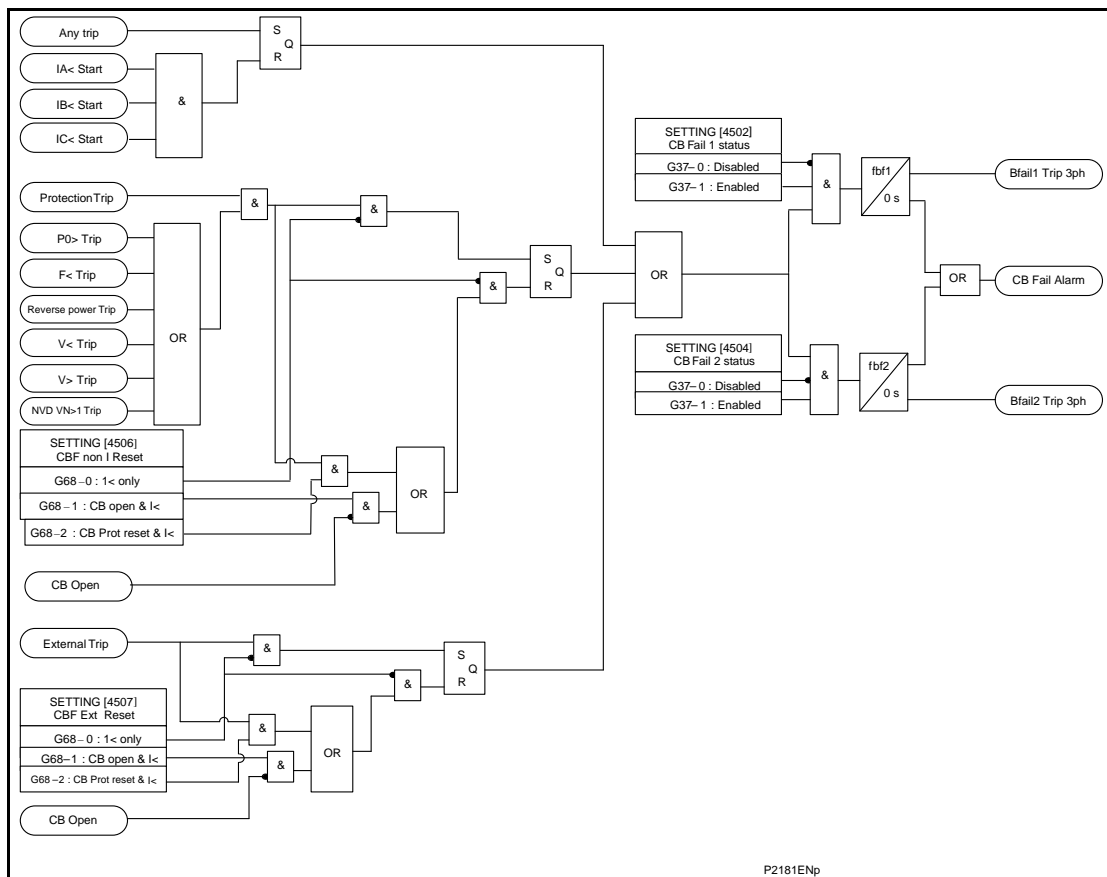 Any trip
IA< Start
IB< Start
IC< Start
&
S
Q
R
Protection Trip
P0> Trip
F< Trip
Reverse power Trip
V< Trip
V> Trip
NVD VN>1 Trip
OR
&
&
&
S
Q
R
SETTING [4506]
CBF non I Reset
G68-0 : 1< only
G68-1 : CB open & I<
G68-2 : CB Prot reset & I<
CB Open
&
&
OR
External Trip
&
&
S
Q
R
SETTING [4507]
CBF Ext Reset
G68-0 : 1< only
G68-1 : CB open & I<
G68-2 : CB Prot reset & I<
CB Open
&
&
OR
OR
SETTING [4502]
CB Fail 1 status
G37-0 : Disabled
G37-1 : Enabled
&
fbf1
0 s
Bfail1 Trip 3ph
OR
CB Fail Alarm
SETTING [4504]
CB Fail 2 status
G37-0 : Disabled
G37-1 : Enabled
&
fbf2
0 s
Bfail2 Trip 3ph
P2181ENp